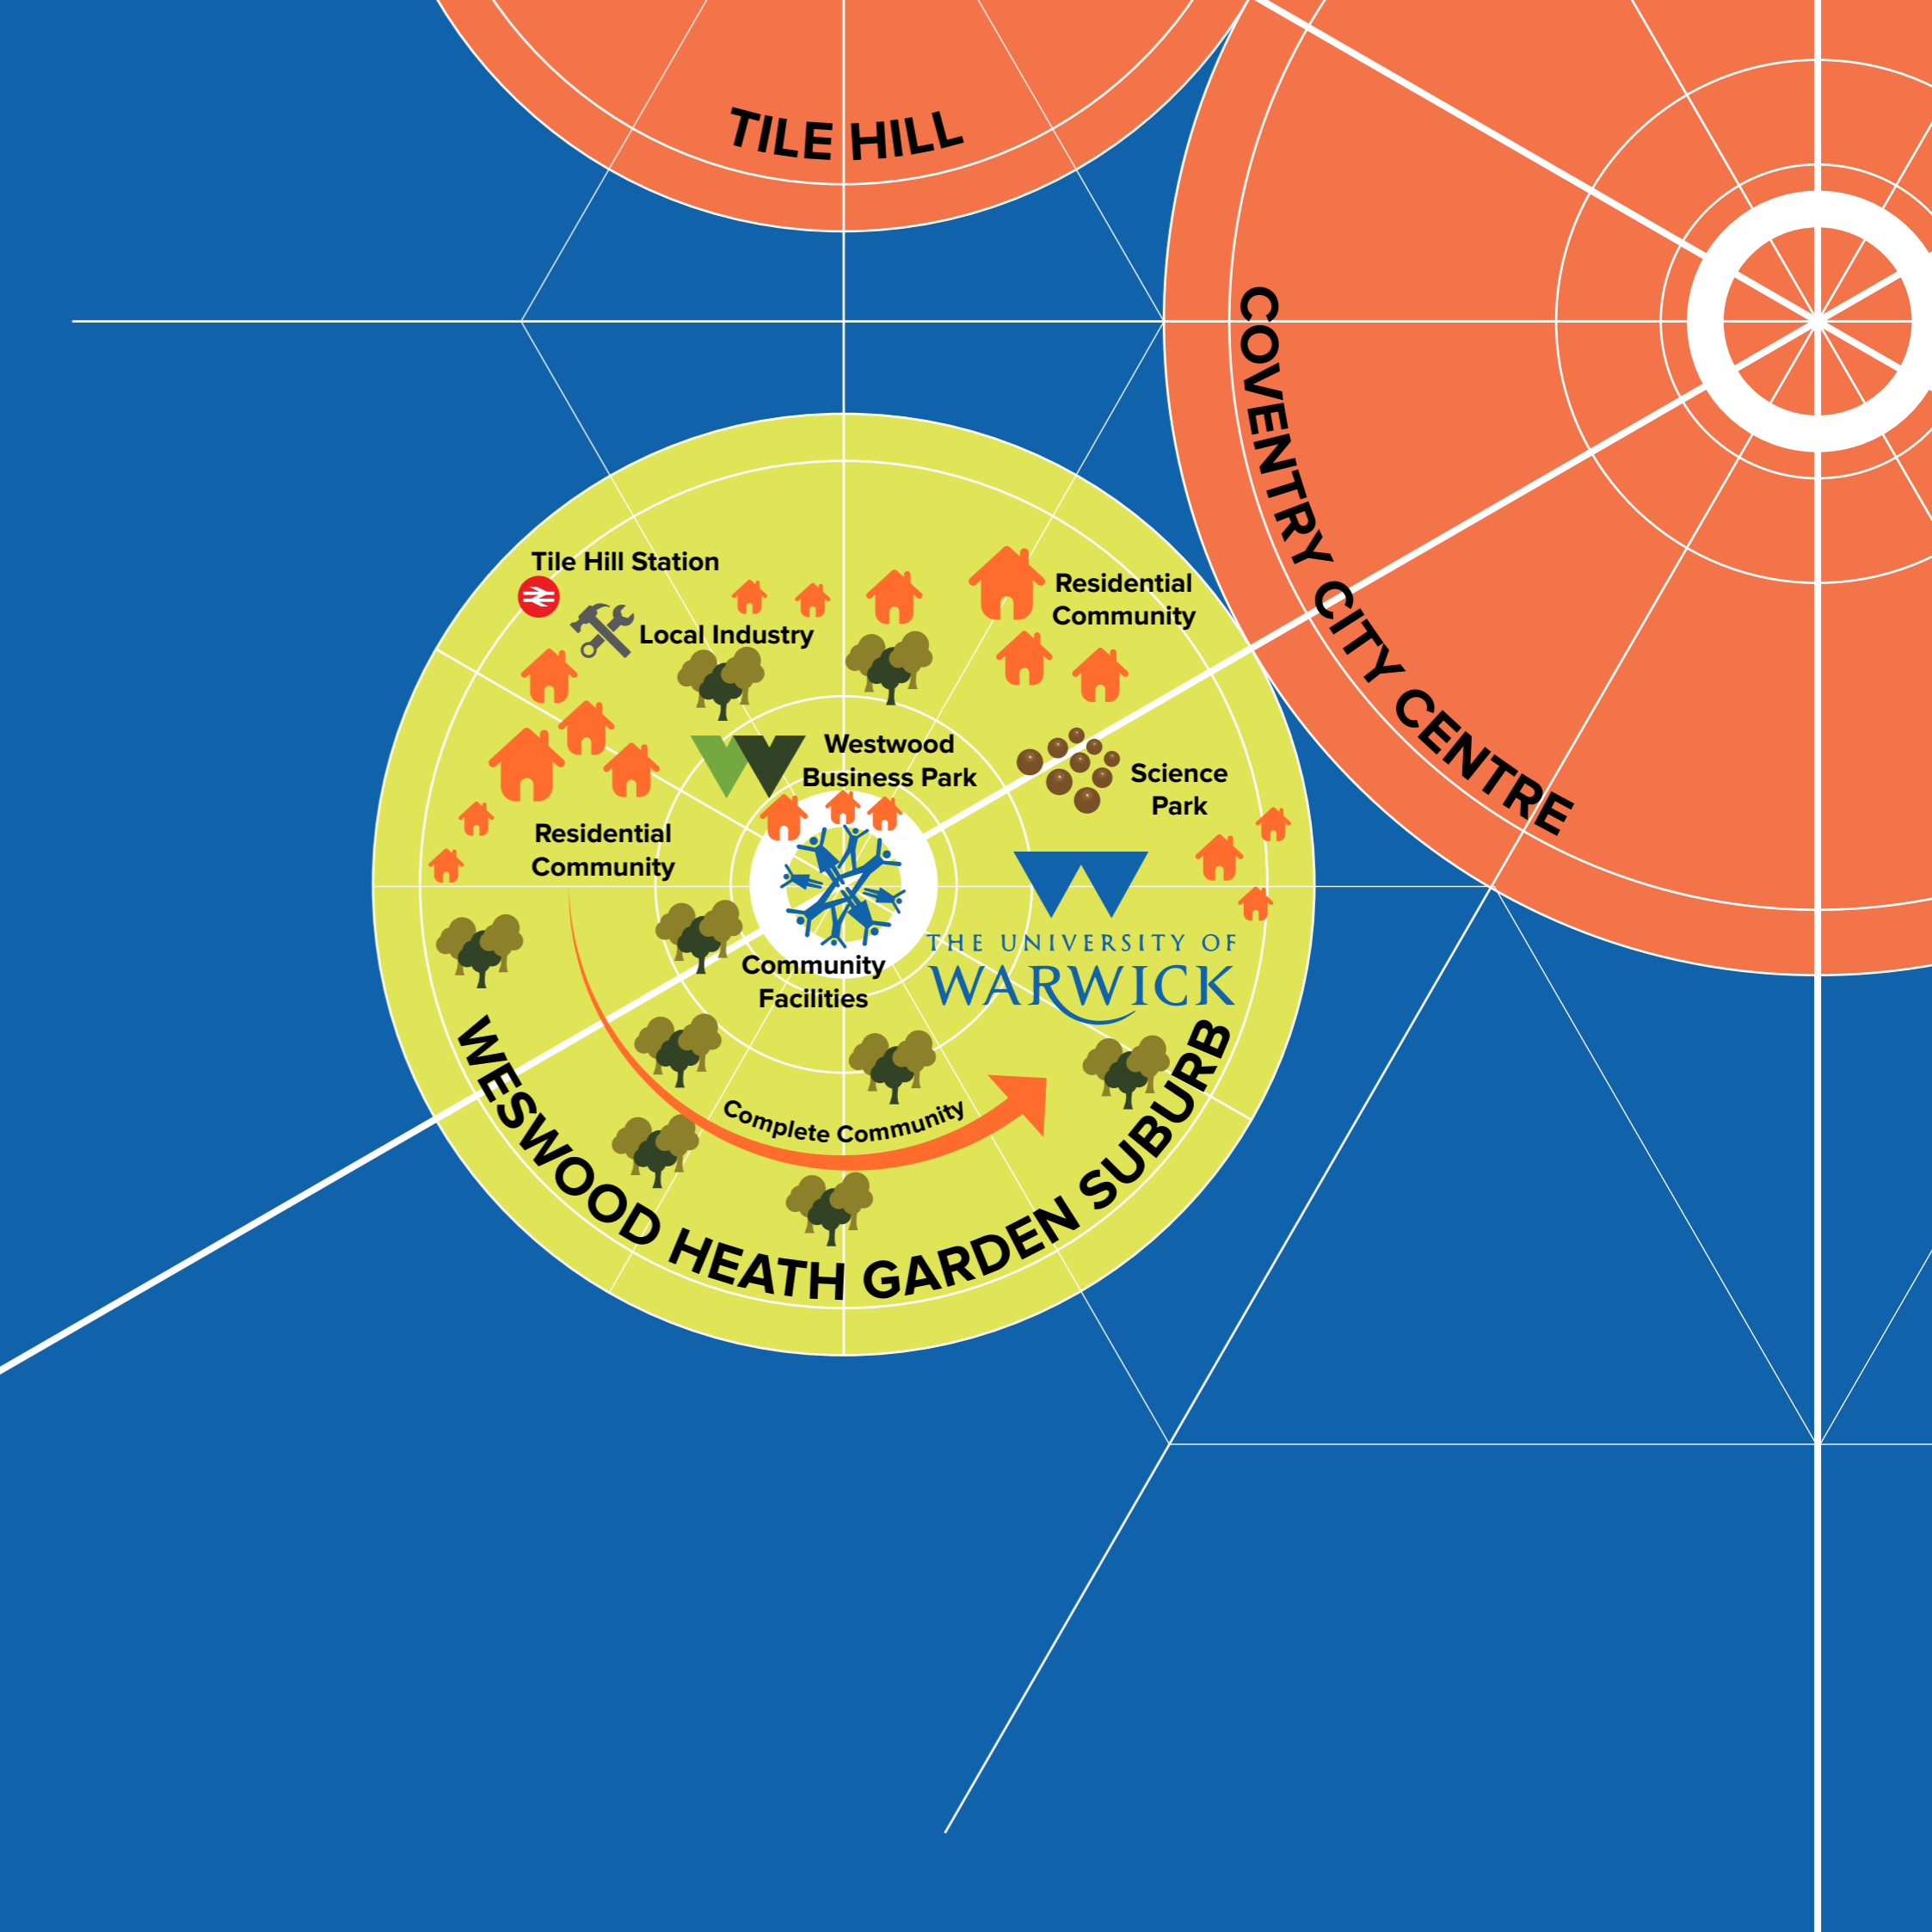 TILE HILL
COVENTRY CITY CENTRE
Tile Hill Station
Local Industry
Residential
Community
Westwood
Business Park
Science
Park
Residential
Community
THE UNIVERSITY OF
WARWICK
Community
Facilities
Complete Community
WESWOOD HEATH GARDEN SUBURB